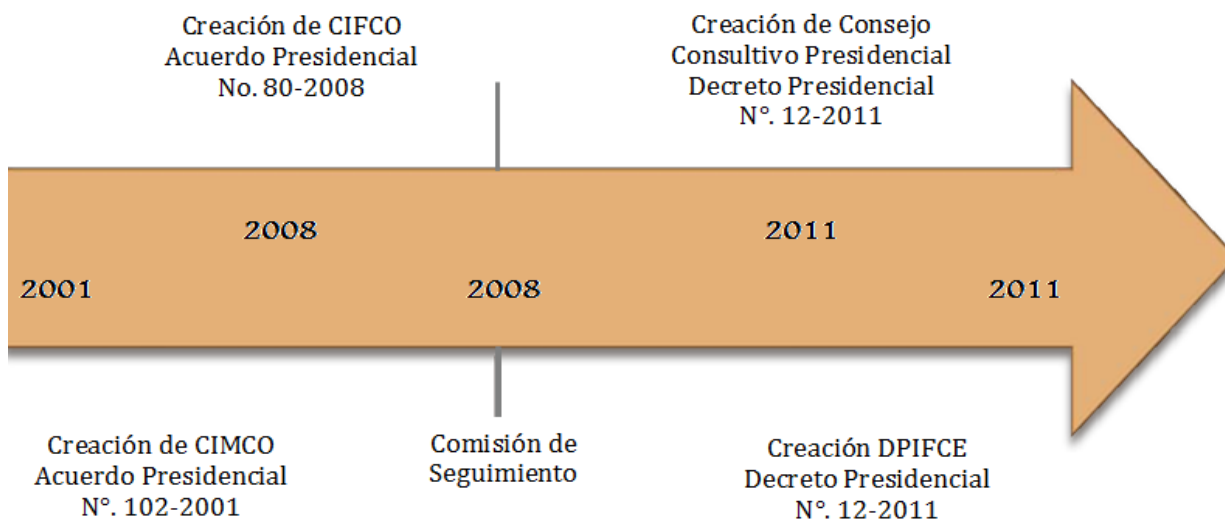 Creación de CIFCO
Acuerdo Presidencial
No. 80-2008
Creación de Consejo
Consultivo Presidencial
Decreto Presidencial
N°. 12-2011
2008
2011
2001
2008
2011
Creación de CIMCO
Acuerdo Presidencial
N°. 102-2001
Comisión de
Seguimiento
Creación DPIFCE
Decreto Presidencial
N°. 12-2011